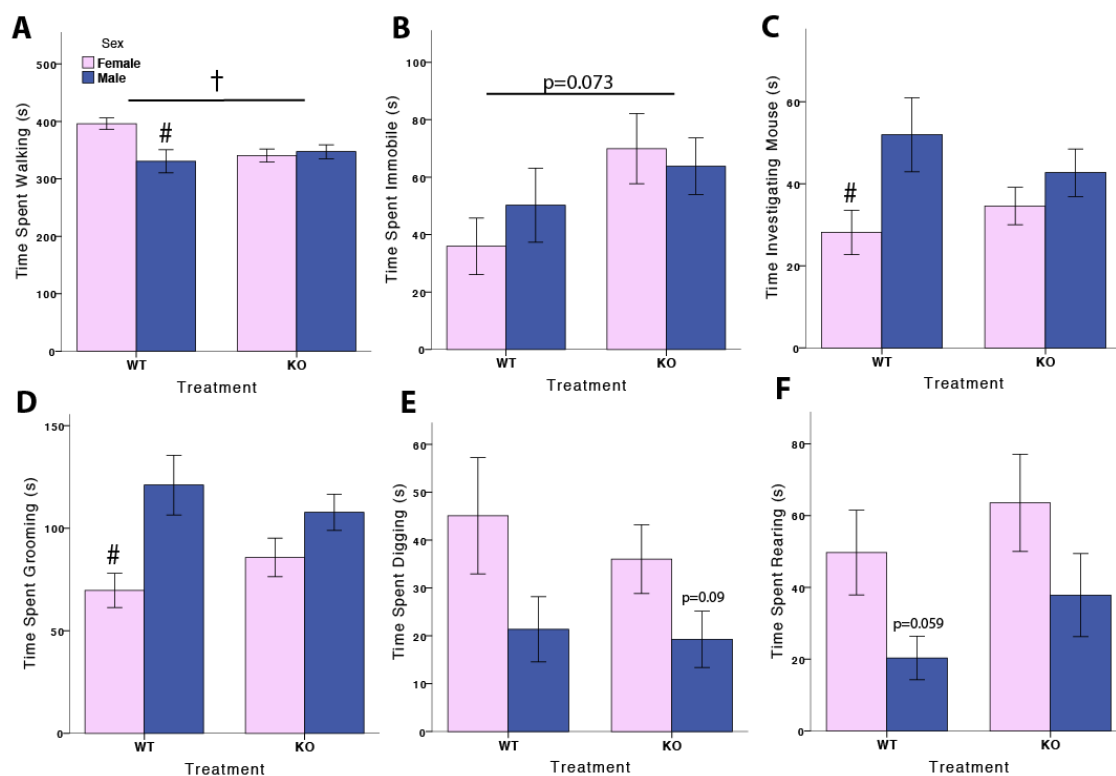 A
Sex
Female
Male
†
#
Time Spent Walking (s)
500
400
300
200
100
0
WT
KO
Treatment
B
p=0.073
Time Spent Immobile (s)
100
80
60
40
20
0
WT
KO
Treatment
C
#
Time Investigating Mouse (s)
60
40
20
0
WT
KO
Treatment
D
#
Time Spent Grooming (s)
150
100
50
0
WT
KO
Treatment
E
p=0.09
Time Spent Digging (s)
60
50
40
30
20
10
0
WT
KO
Treatment
F
p=0.059
Time Spent Rearing (s)
80
60
40
20
0
WT
KO
Treatment